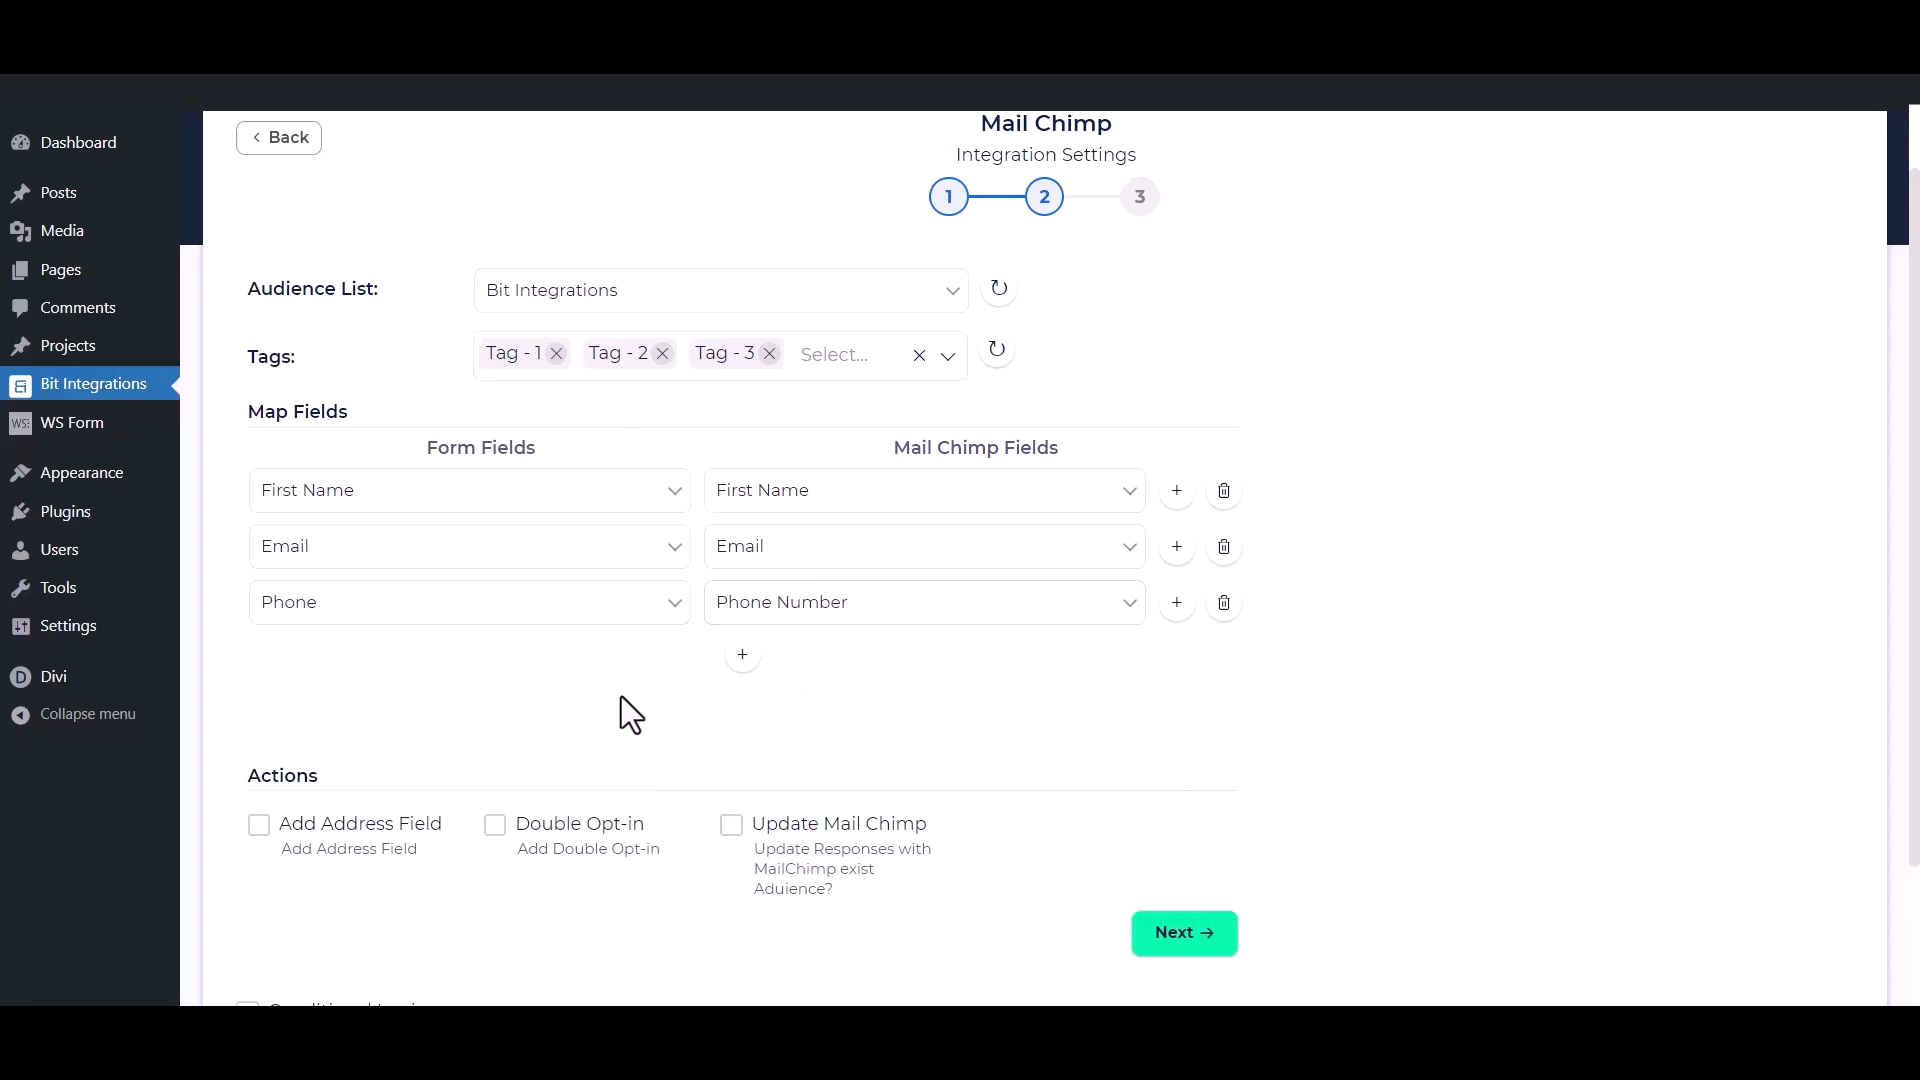 Dashboard
Posts
Media
Pages
Comments
Projects
Bit Integrations
WS Form
Appearance
Plugins
Users
Tools
Settings
Divi
Collapse menu
Back
Mail Chimp
Integration Settings
1 2 3
Audience List: Bit Integrations
Tags: Tag - 1 Tag - 2 Tag - 3 Select...
Map Fields
Form Fields Mail Chimp Fields
First Name First Name
Email Email
Phone Phone Number
Actions
Add Address Field Double Opt-in Update Mail Chimp
Add Address Field Add Double Opt-in Update Responses with
MailChimp exist
Aduience?
Next →